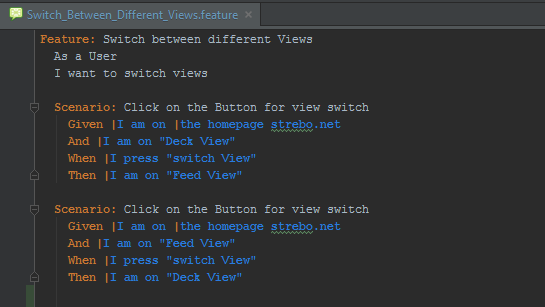 Switch_Between_Different_Views.feature
Feature: Switch between different Views
As a User
I want to switch views
Scenario: Click on the Button for view switch
Given |I am on |the homepage strebo.net
And |I am on "Deck View"
When |I press "switch View"
Then |I am on "Feed View"
Scenario: Click on the Button for view switch
Given |I am on |the homepage strebo.net
And |I am on "Feed View"
When |I press "switch View"
Then |I am on "Deck View"